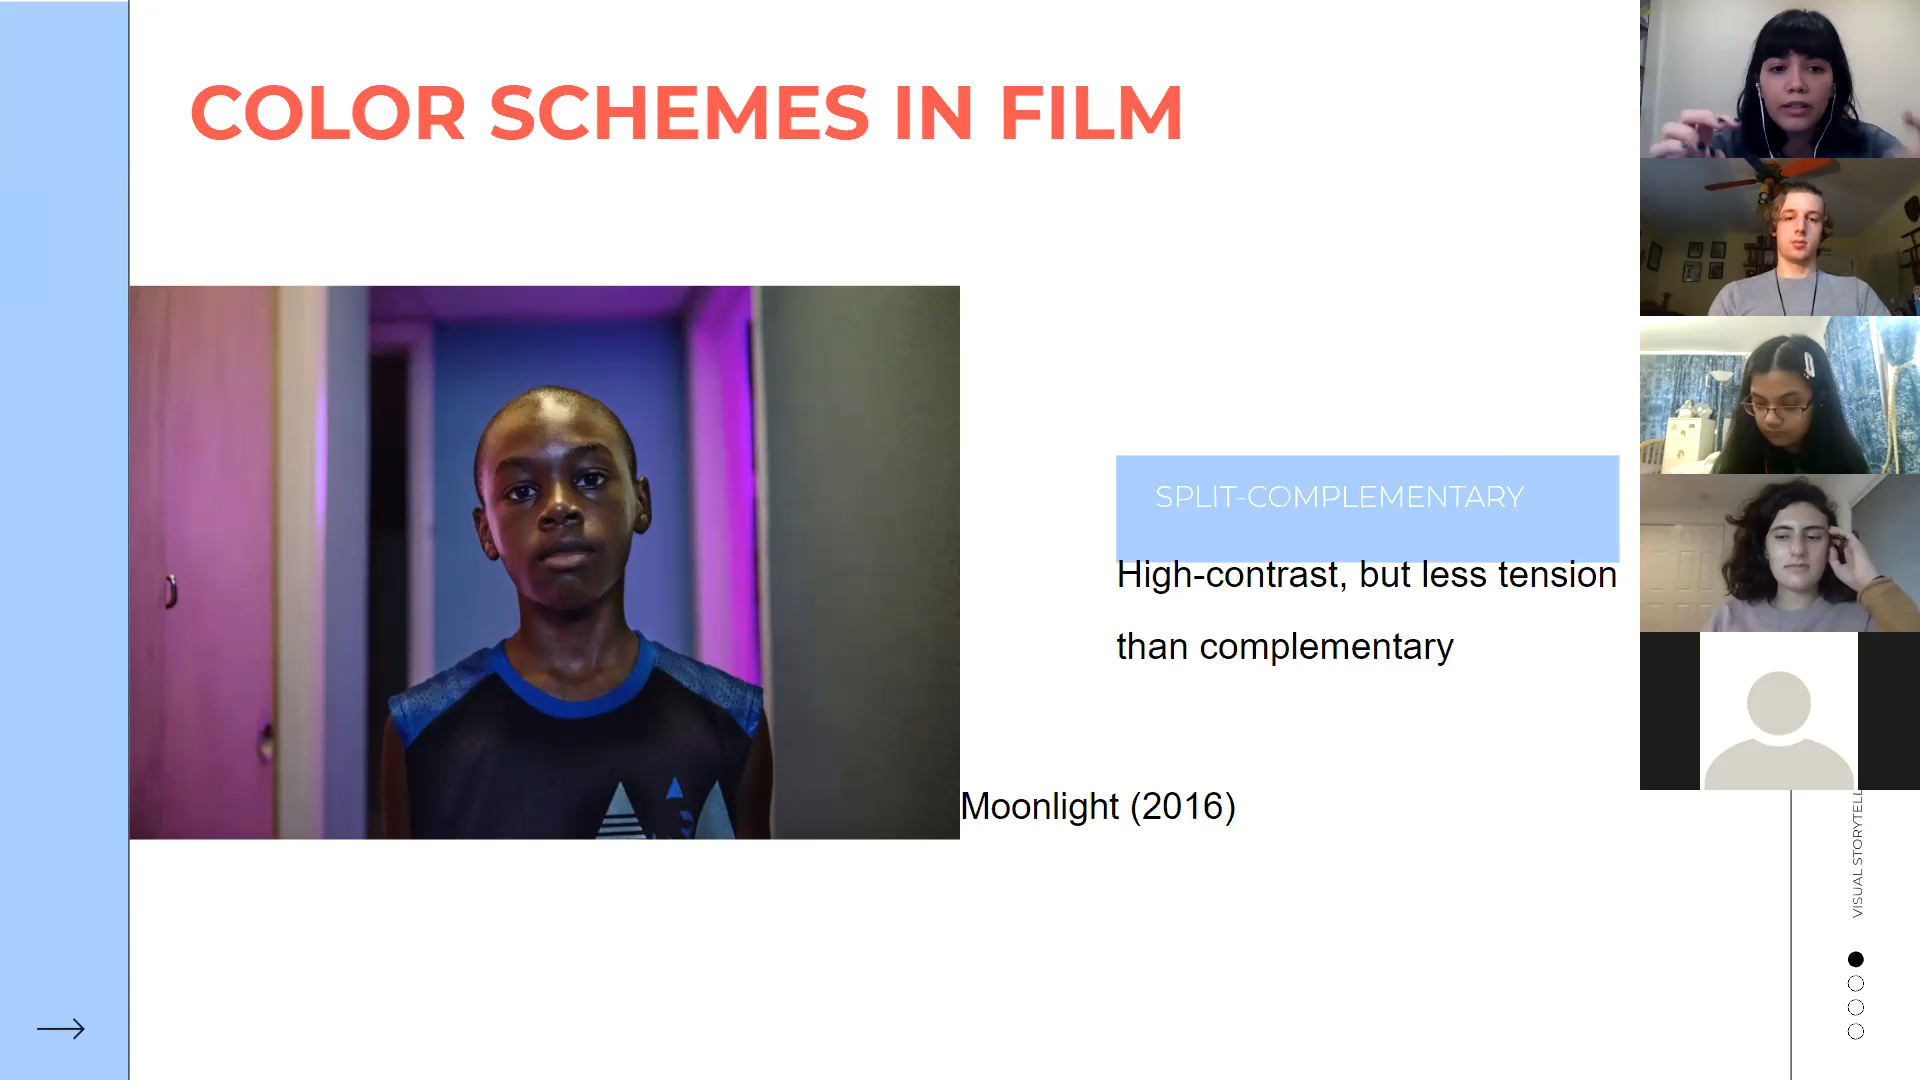 COLOR SCHEMES IN FILM
SPLIT-COMPLEMENTARY
High-contrast, but less tension
than complementary
Moonlight (2016)
VISUAL STORYTELL